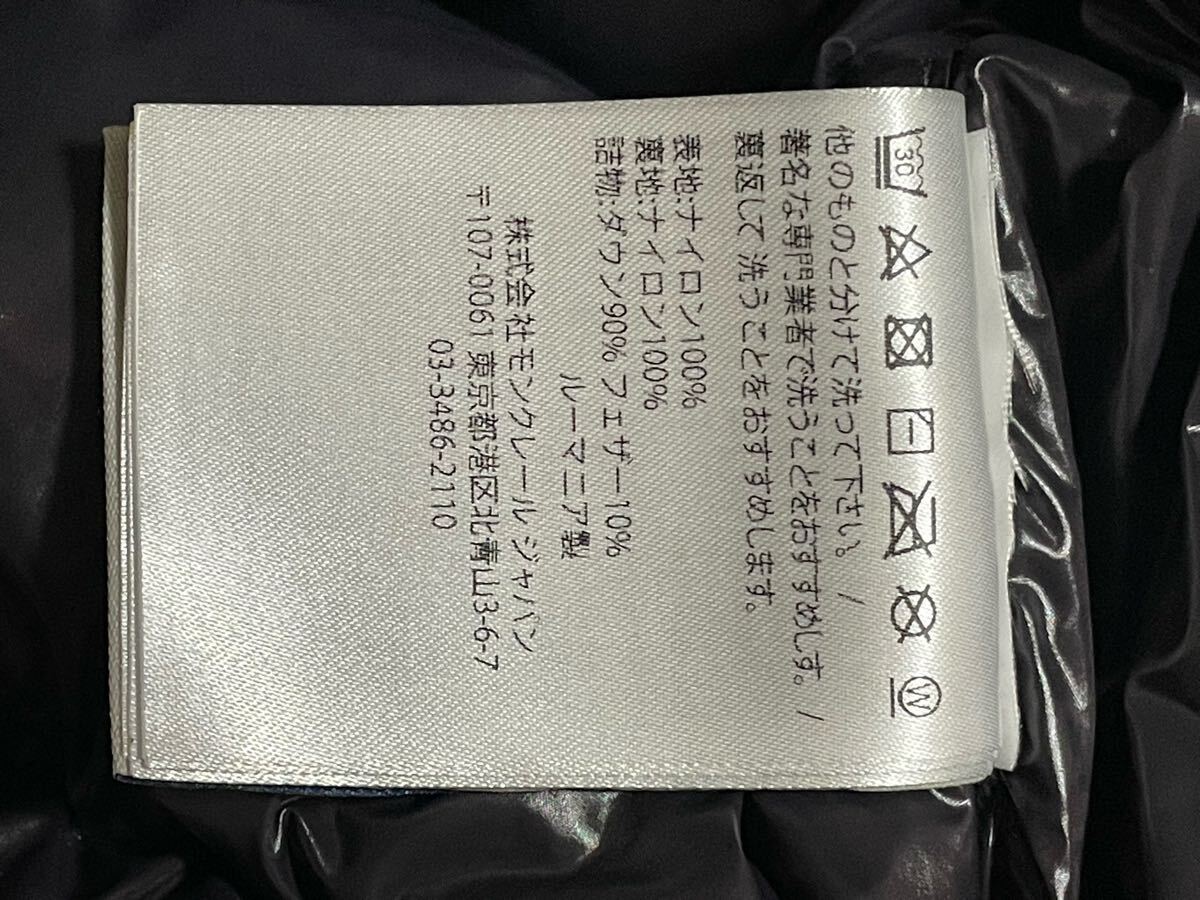 30
W
他のものと分けて洗って下さい。 /
著名な専門業者で洗うことをおすすめしす。 /
裏返して洗うことをおすすめします。
表地:ナイロン100%
裏地:ナイロン100%
詰物:ダウン90% フェザー10%
ルーマニア製
株式会社モンクレールジャパン
〒107-0061 東京都港区北青山3-6-7
03-3486-2110